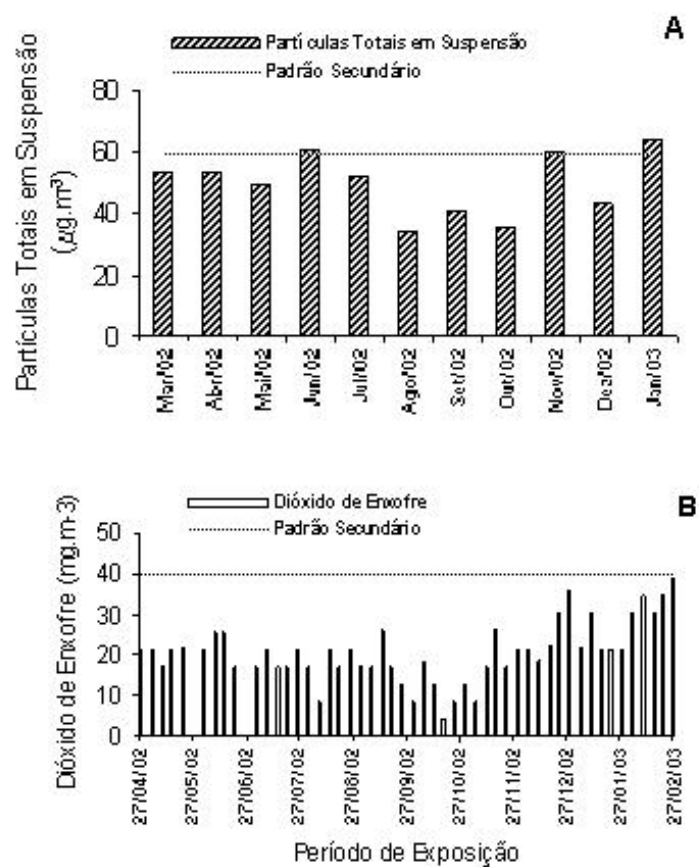 A
Partículas Totais em Suspensão
Padrão Secundário
Partículas Totais em Suspensão
(µg.m³)
80
60
40
20
0
Mar/02
Abr/02
Mai/02
Jun/02
Jul/02
Ago/02
Set/02
Out/02
Nov/02
Dez/02
Jan/03
B
Dióxido de Enxofre
Padrão Secundário
Dióxido de Enxofre (mg.m-3)
50
40
30
20
10
0
27/04/02
27/05/02
27/06/02
27/07/02
27/08/02
27/09/02
27/10/02
27/11/02
27/12/02
27/01/03
27/02/03
Período de Exposição